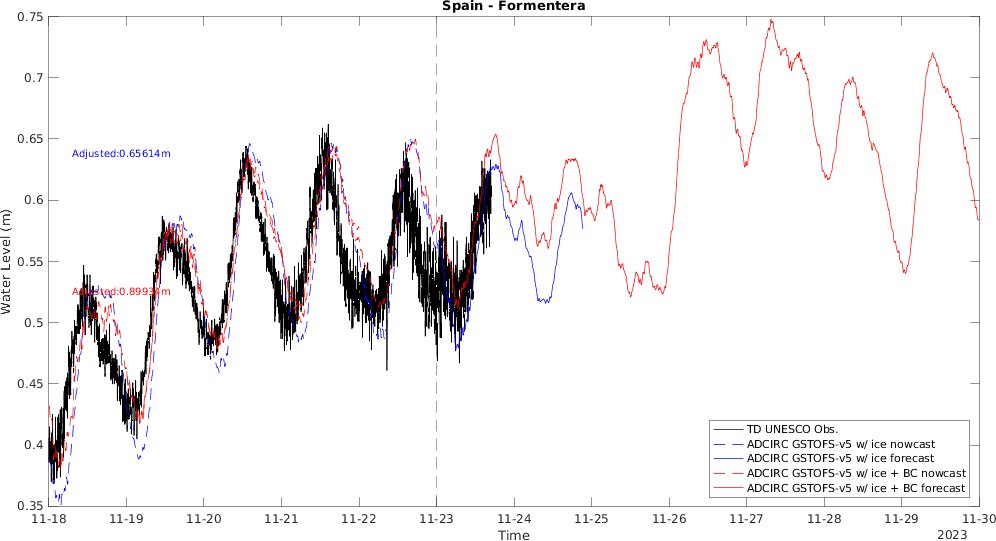 Spain - Formentera
0.75
0.7
0.65
0.6
0.55
0.5
0.45
0.4
0.35
Water Level (m)
Adjusted:0.65614m
Adjusted:0.89934m
TD UNESCO Obs.
ADCIRC GSTOFS-v5 w/ ice nowcast
ADCIRC GSTOFS-v5 w/ ice forecast
ADCIRC GSTOFS-v5 w/ ice + BC nowcast
ADCIRC GSTOFS-v5 w/ ice + BC forecast
11-18 11-19 11-20 11-21 11-22 11-23 11-24 11-25 11-26 11-27 11-28 11-29 11-30
Time
2023